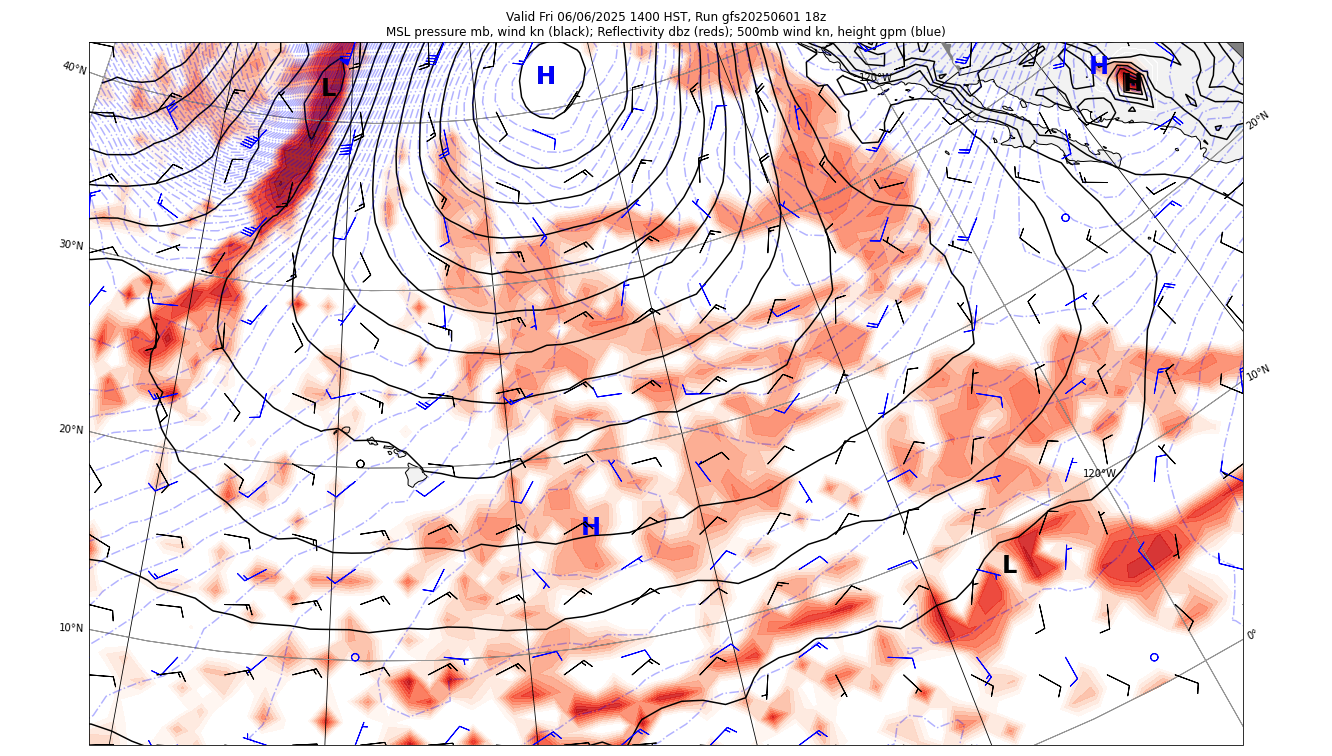 Valid Fri 06/06/2025 1400 HST, Run gfs20250601 18z
MSL pressure mb, wind kn (black); Reflectivity dbz (reds); 500mb wind kn, height gpm (blue)
40°N
L
H
120°W
H
H
20°N
30°N
10°N
20°N
120°W
H
L
10°N
0°